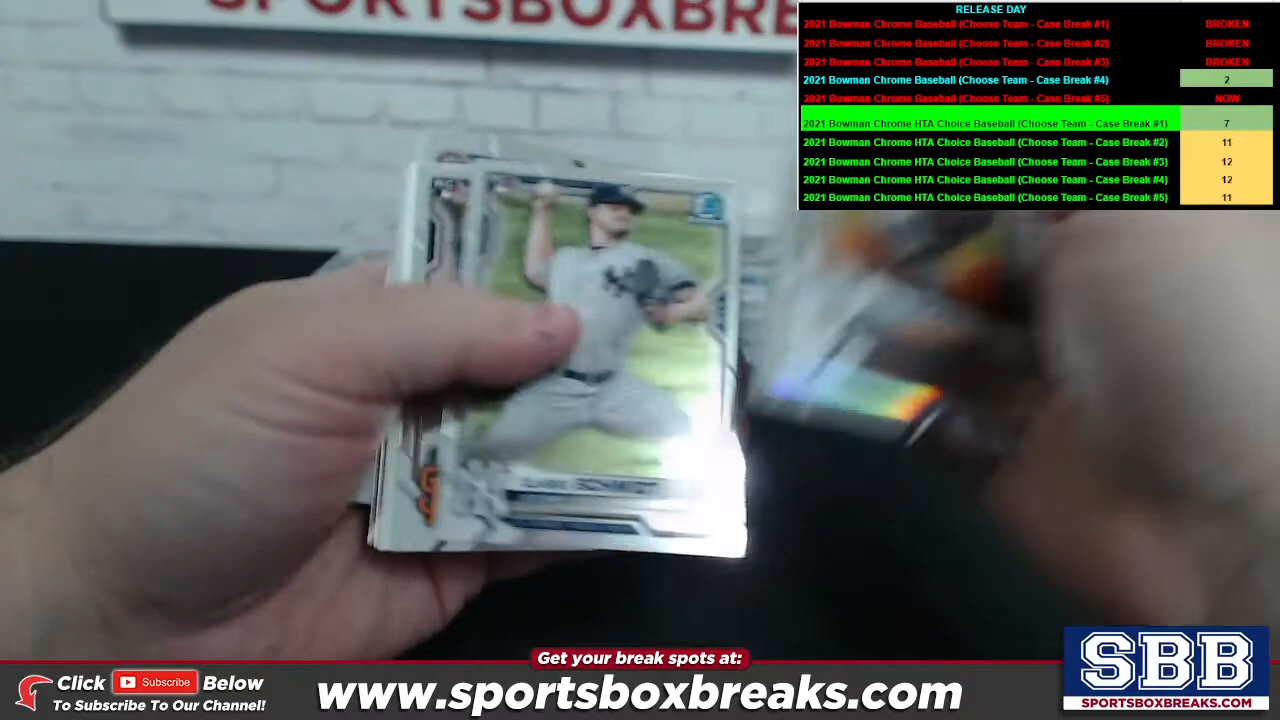 SPORTSBOXBREA
RELEASE DAY
2021 Bowman Chrome Baseball (Choose Team - Case Break #1) BROKEN
2021 Bowman Chrome Baseball (Choose Team - Case Break #2) BROKEN
2021 Bowman Chrome Baseball (Choose Team - Case Break #3) BROKEN
2021 Bowman Chrome Baseball (Choose Team - Case Break #4) 2
2021 Bowman Chrome Baseball (Choose Team - Case Break #5) NOW
2021 Bowman Chrome HTA Choice Baseball (Choose Team - Case Break #1) 7
2021 Bowman Chrome HTA Choice Baseball (Choose Team - Case Break #2) 11
2021 Bowman Chrome HTA Choice Baseball (Choose Team - Case Break #3) 12
2021 Bowman Chrome HTA Choice Baseball (Choose Team - Case Break #4) 12
2021 Bowman Chrome HTA Choice Baseball (Choose Team - Case Break #5) 11
SCHMIDT
Get your break spots at:
Click Subscribe Below
To Subscribe To Our Channel!
www.sportsboxbreaks.com
SBB
SPORTSBOXBREAKS.COM